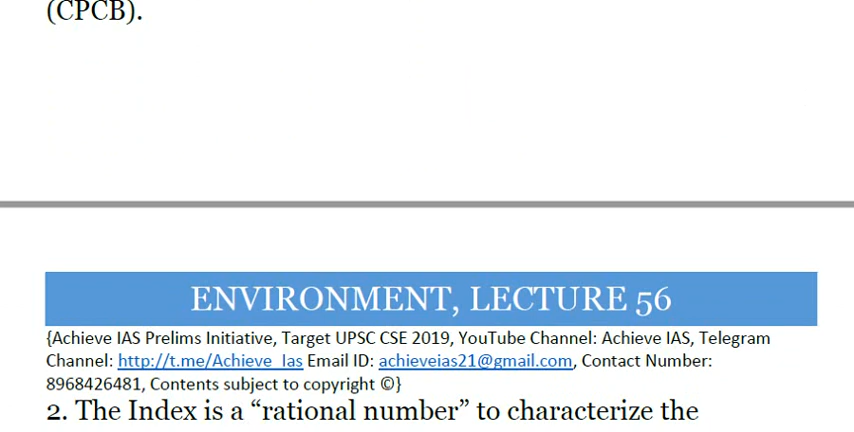 (CPCB).
ENVIRONMENT, LECTURE 56
{Achieve IAS Prelims Initiative, Target UPSC CSE 2019, YouTube Channel: Achieve IAS, Telegram
Channel: http://t.me/Achieve_Ias Email ID: achieveias21@gmail.com, Contact Number:
8968426481, Contents subject to copyright ©}
2. The Index is a “rational number” to characterize the